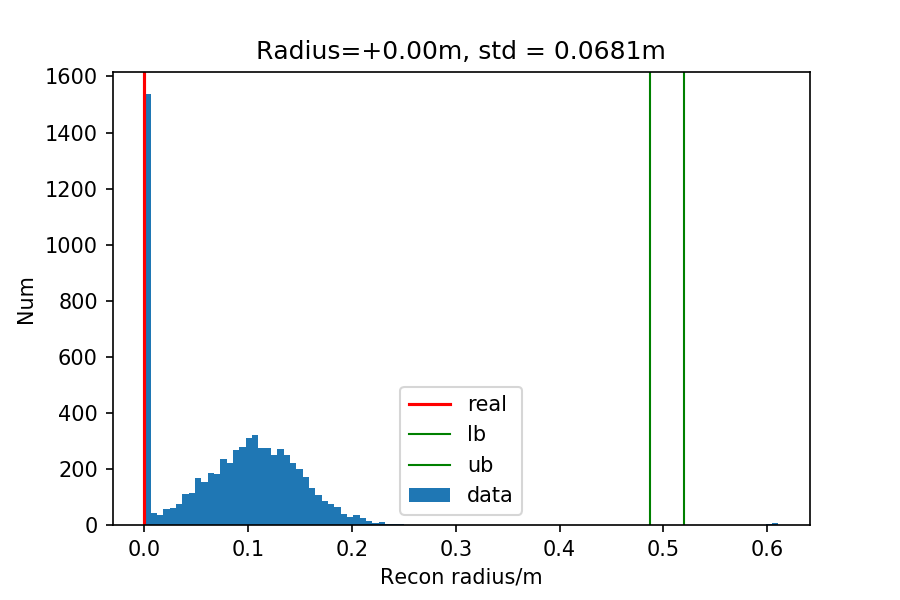 Radius=+0.00m, std = 0.0681m
1600
1400
1200
1000
800
600
400
200
0
Num
real
lb
ub
data
0.0 0.1 0.2 0.3 0.4 0.5 0.6
Recon radius/m